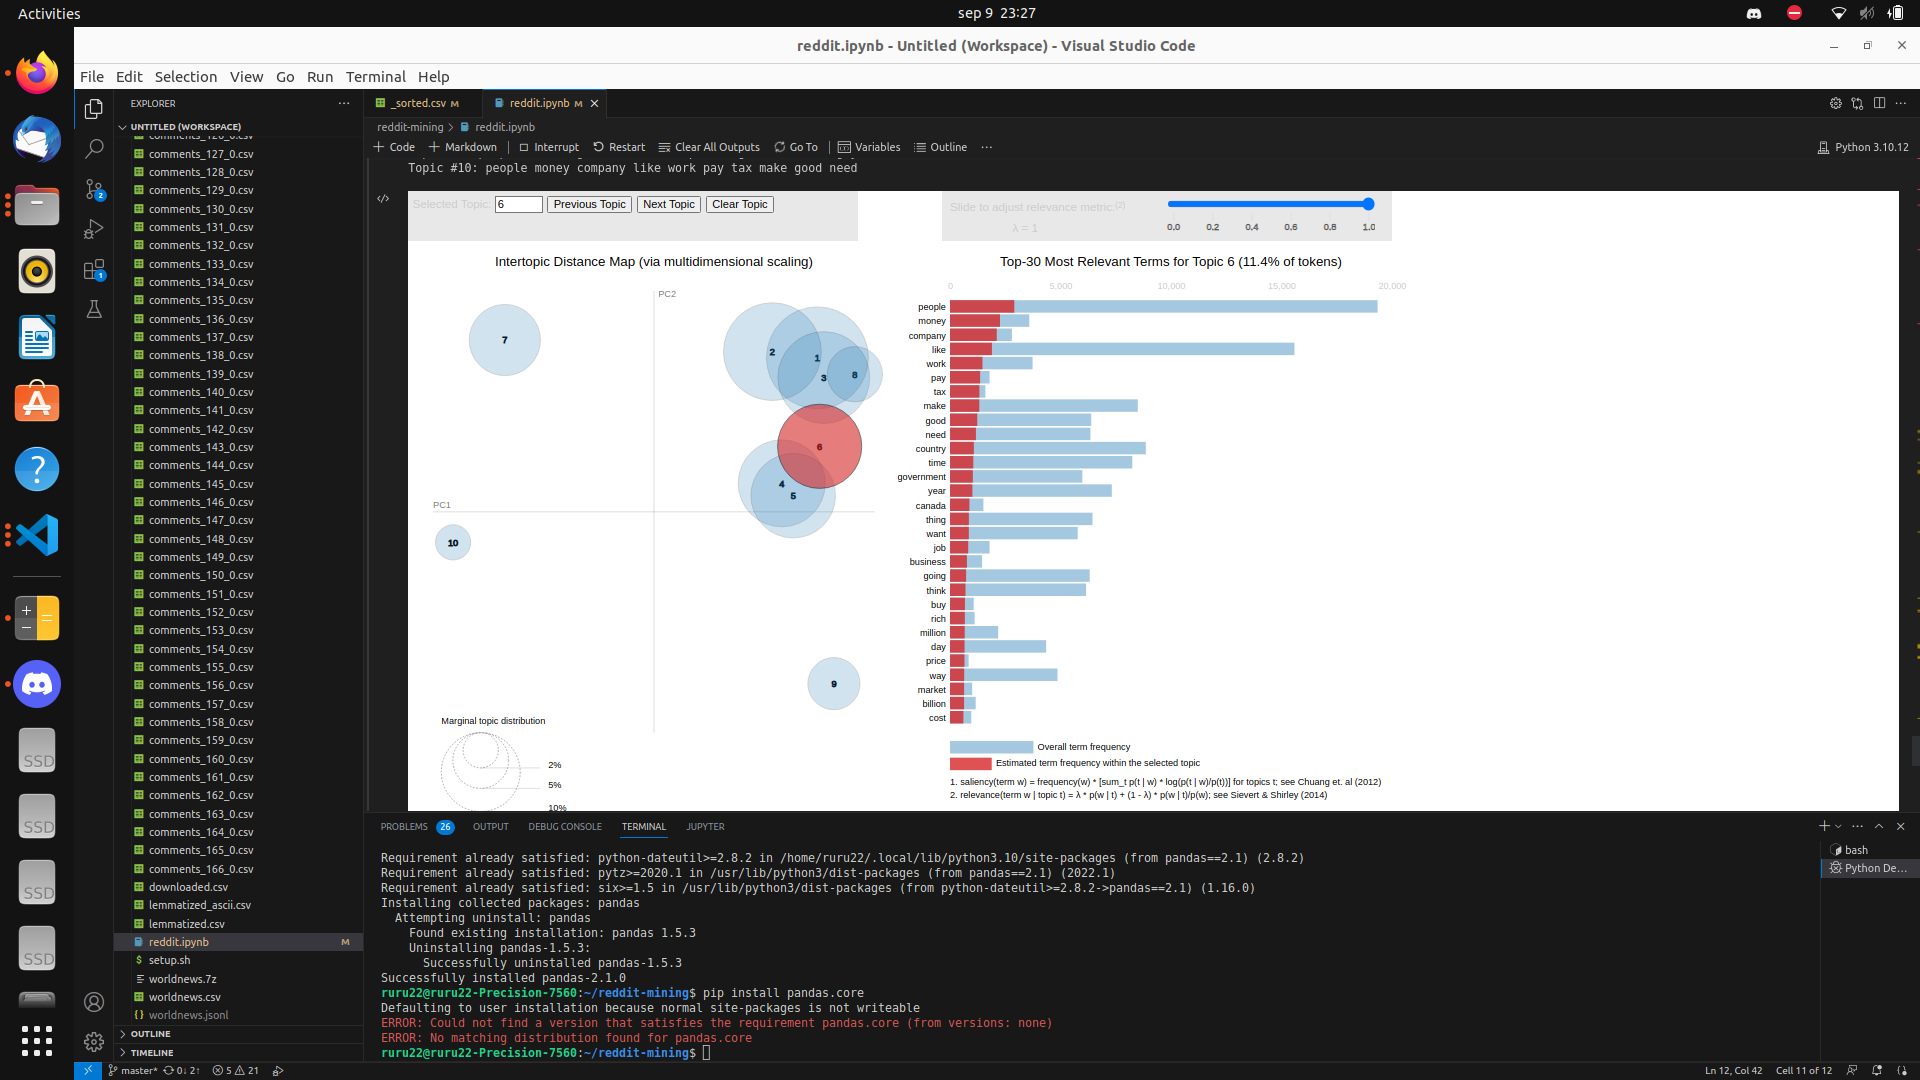 Activities
sep 9 23:27
reddit.ipynb - Untitled (Workspace) - Visual Studio Code
File Edit Selection View Go Run Terminal Help
EXPLORER
UNTITLED (WORKSPACE)
comments_126_0.csv
comments_127_0.csv
comments_128_0.csv
comments_129_0.csv
comments_130_0.csv
comments_131_0.csv
comments_132_0.csv
comments_133_0.csv
comments_134_0.csv
comments_135_0.csv
comments_136_0.csv
comments_137_0.csv
comments_138_0.csv
comments_139_0.csv
comments_140_0.csv
comments_141_0.csv
comments_142_0.csv
comments_143_0.csv
comments_144_0.csv
comments_145_0.csv
comments_146_0.csv
comments_147_0.csv
comments_148_0.csv
comments_149_0.csv
comments_150_0.csv
comments_151_0.csv
comments_152_0.csv
comments_153_0.csv
comments_154_0.csv
comments_155_0.csv
comments_156_0.csv
comments_157_0.csv
comments_158_0.csv
comments_159_0.csv
comments_160_0.csv
comments_161_0.csv
comments_162_0.csv
comments_163_0.csv
comments_164_0.csv
comments_165_0.csv
comments_166_0.csv
downloaded.csv
lemmatized_ascii.csv
lemmatized.csv
reddit.ipynb M
setup.sh
worldnews.7z
worldnews.csv
worldnews.jsonl
OUTLINE
TIMELINE
2
1
SSD
SSD
SSD
SSD
_sorted.csv M
reddit.ipynb M
reddit-mining > reddit.ipynb
+ Code + Markdown Interrupt Restart Clear All Outputs Go To Variables Outline ...
Python 3.10.12
Topic #10: people money company like work pay tax make good need
Selected Topic: 6 Previous Topic Next Topic Clear Topic
Slide to adjust relevance metric:(2)
λ = 1
0.0 0.2 0.4 0.6 0.8 1.0
Intertopic Distance Map (via multidimensional scaling)
PC2
PC1
7
2
1
3
8
6
4
5
10
9
Marginal topic distribution
2%
5%
10%
Top-30 Most Relevant Terms for Topic 6 (11.4% of tokens)
0 5,000 10,000 15,000 20,000
people
money
company
like
work
pay
tax
make
good
need
country
time
government
year
canada
thing
want
job
business
going
think
buy
rich
million
day
price
way
market
billion
cost
Overall term frequency
Estimated term frequency within the selected topic
1. saliency(term w) = frequency(w) * [sum_t p(t | w) * log(p(t | w)/p(t))] for topics t; see Chuang et. al (2012)
2. relevance(term w | topic t) = λ * p(w | t) + (1 - λ) * p(w | t)/p(w); see Sievert & Shirley (2014)
PROBLEMS 26 OUTPUT DEBUG CONSOLE TERMINAL JUPYTER
Requirement already satisfied: python-dateutil>=2.8.2 in /home/ruru22/.local/lib/python3.10/site-packages (from pandas==2.1) (2.8.2)
Requirement already satisfied: pytz>=2020.1 in /usr/lib/python3/dist-packages (from pandas==2.1) (2022.1)
Requirement already satisfied: six>=1.5 in /usr/lib/python3/dist-packages (from python-dateutil>=2.8.2->pandas==2.1) (1.16.0)
Installing collected packages: pandas
Attempting uninstall: pandas
Found existing installation: pandas 1.5.3
Uninstalling pandas-1.5.3:
Successfully uninstalled pandas-1.5.3
Successfully installed pandas-2.1.0
ruru22@ruru22-Precision-7560:~/reddit-mining$ pip install pandas.core
Defaulting to user installation because normal site-packages is not writeable
ERROR: Could not find a version that satisfies the requirement pandas.core (from versions: none)
ERROR: No matching distribution found for pandas.core
ruru22@ruru22-Precision-7560:~/reddit-mining$
bash
Python De...
master* 0↓ 2↑ 5 21
Ln 12, Col 42 Cell 11 of 12